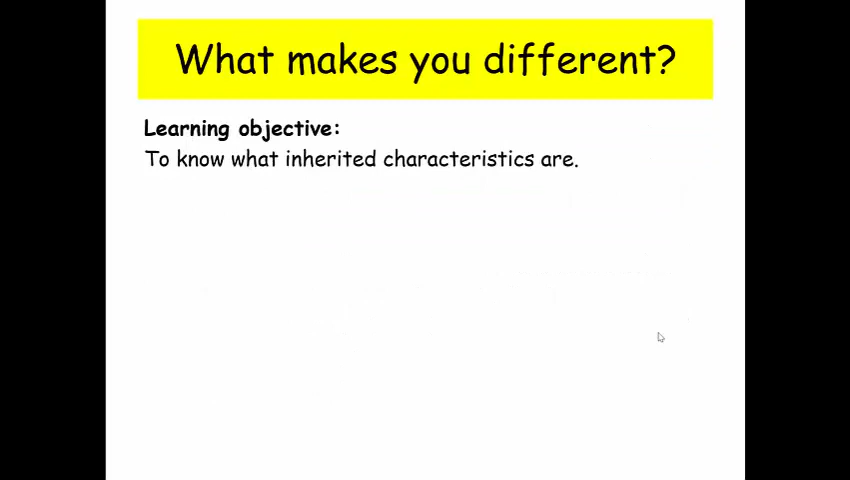 What makes you different?
Learning objective:
To know what inherited characteristics are.